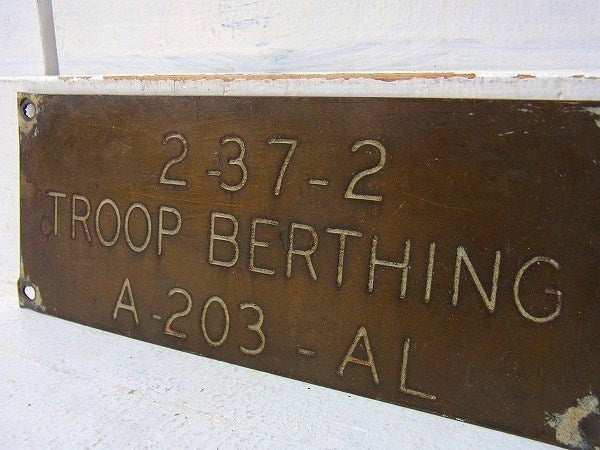 2-37-2
TROOP BERTHING
A-203-AL